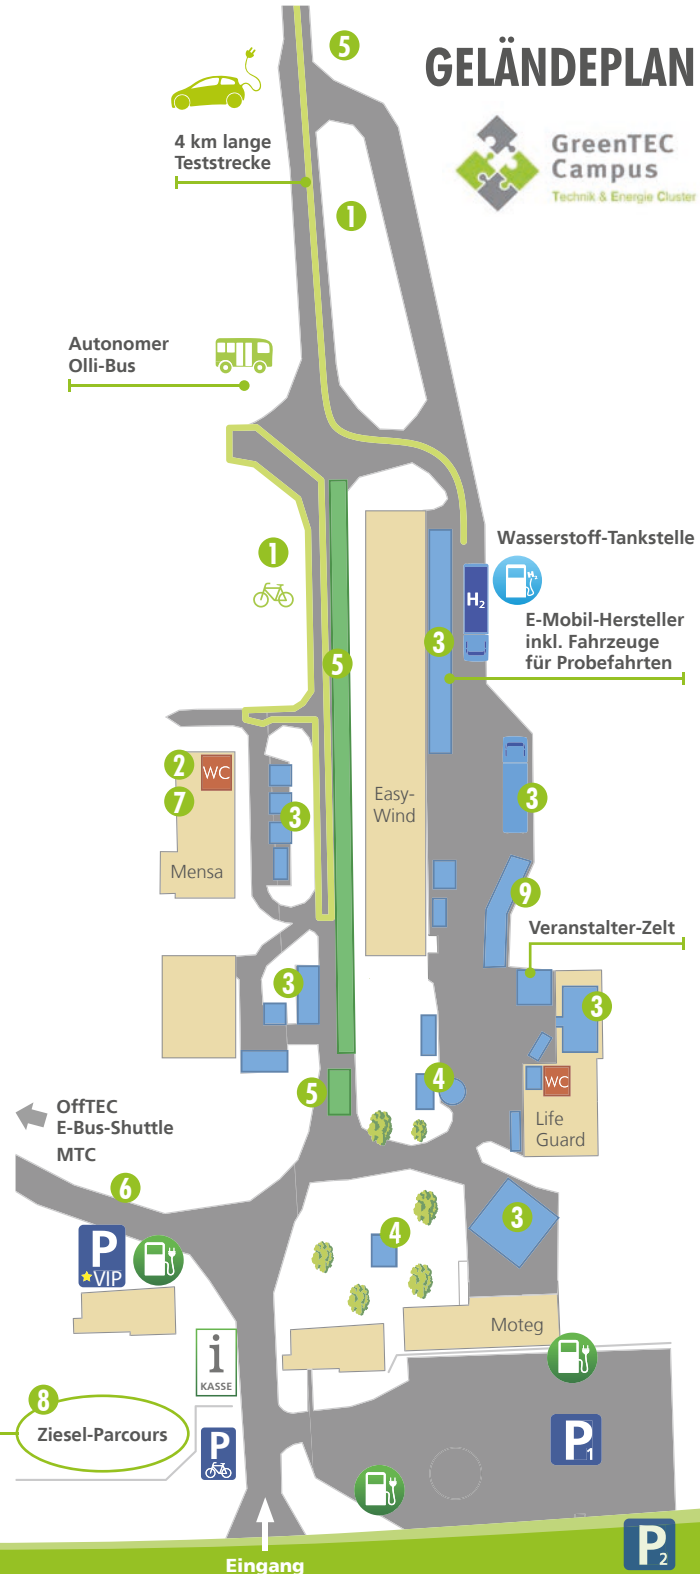 5
GELÄNDEPLAN
4 km lange
Teststrecke
GreenTEC
Campus
Technik & Energie Cluster
1
Autonomer
Olli-Bus
1
Wasserstoff-Tankstelle
H₂
H₂
E-Mobil-Hersteller
inkl. Fahrzeuge
für Probefahrten
3
5
2
WC
7
Mensa
3
Easy-
Wind
3
9
Veranstalter-Zelt
3
3
4
5
WC
Life
Guard
OffTEC
E-Bus-Shuttle
MTC
6
3
4
P
VIP
Moteg
i
KASSE
8
Ziesel-Parcours
P
P1
Eingang
P2